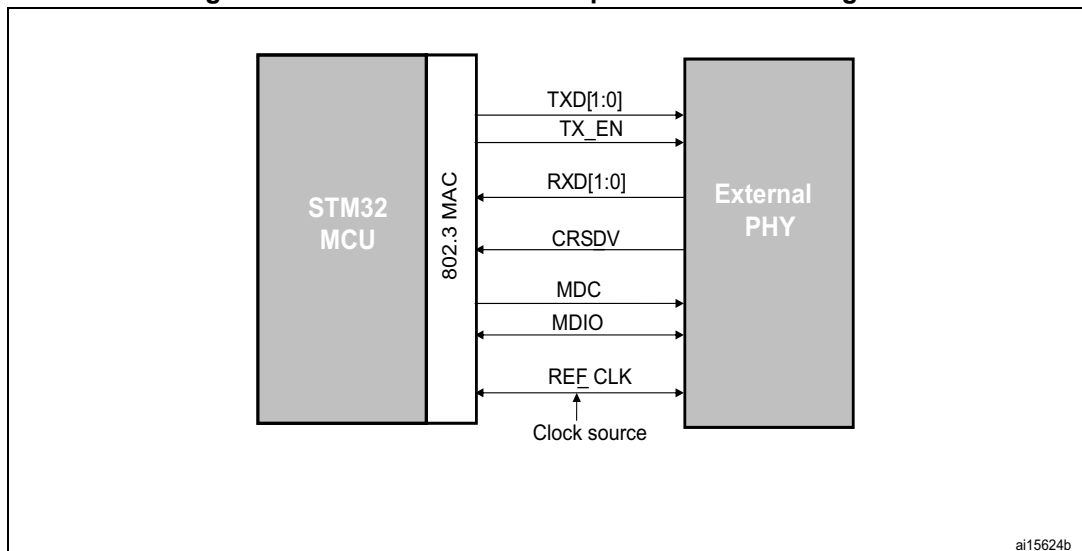 TXD[1:0]
TX_EN
RXD[1:0]
STM32
MCU
802.3 MAC
External
PHY
CRSDV
MDC
MDIO
REF_CLK
Clock source
ai15624b